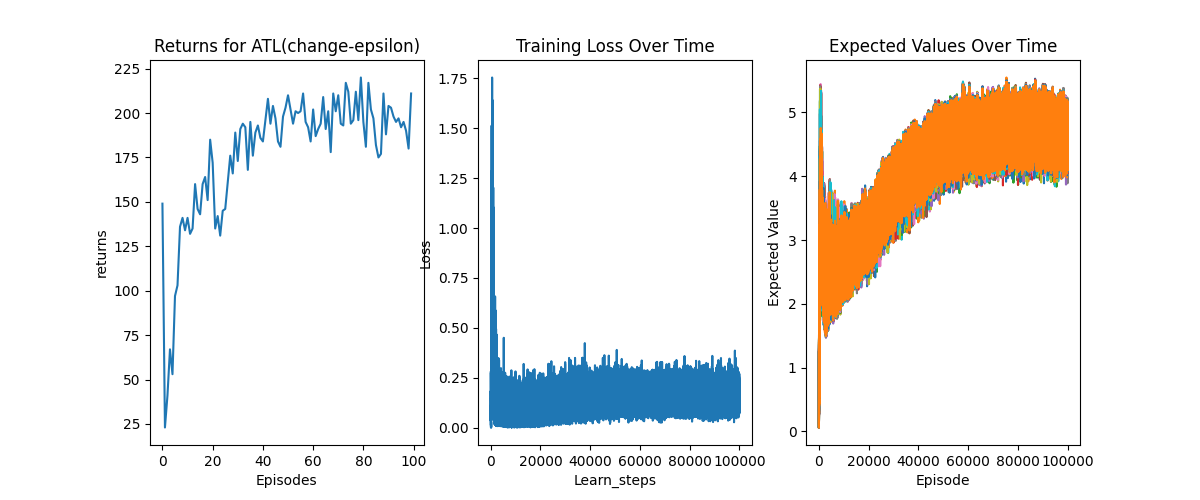 Returns for ATL(change-epsilon)
225
200
175
150
125
100
75
50
25
0 20 40 60 80 100
returns
Episodes
Training Loss Over Time
1.75
1.50
1.25
1.00
0.75
0.50
0.25
0.00
0 20000 40000 60000 80000 100000
Loss
Learn_steps
Expected Values Over Time
5
4
3
2
1
0
0 20000 40000 60000 80000 100000
Expected Value
Episode